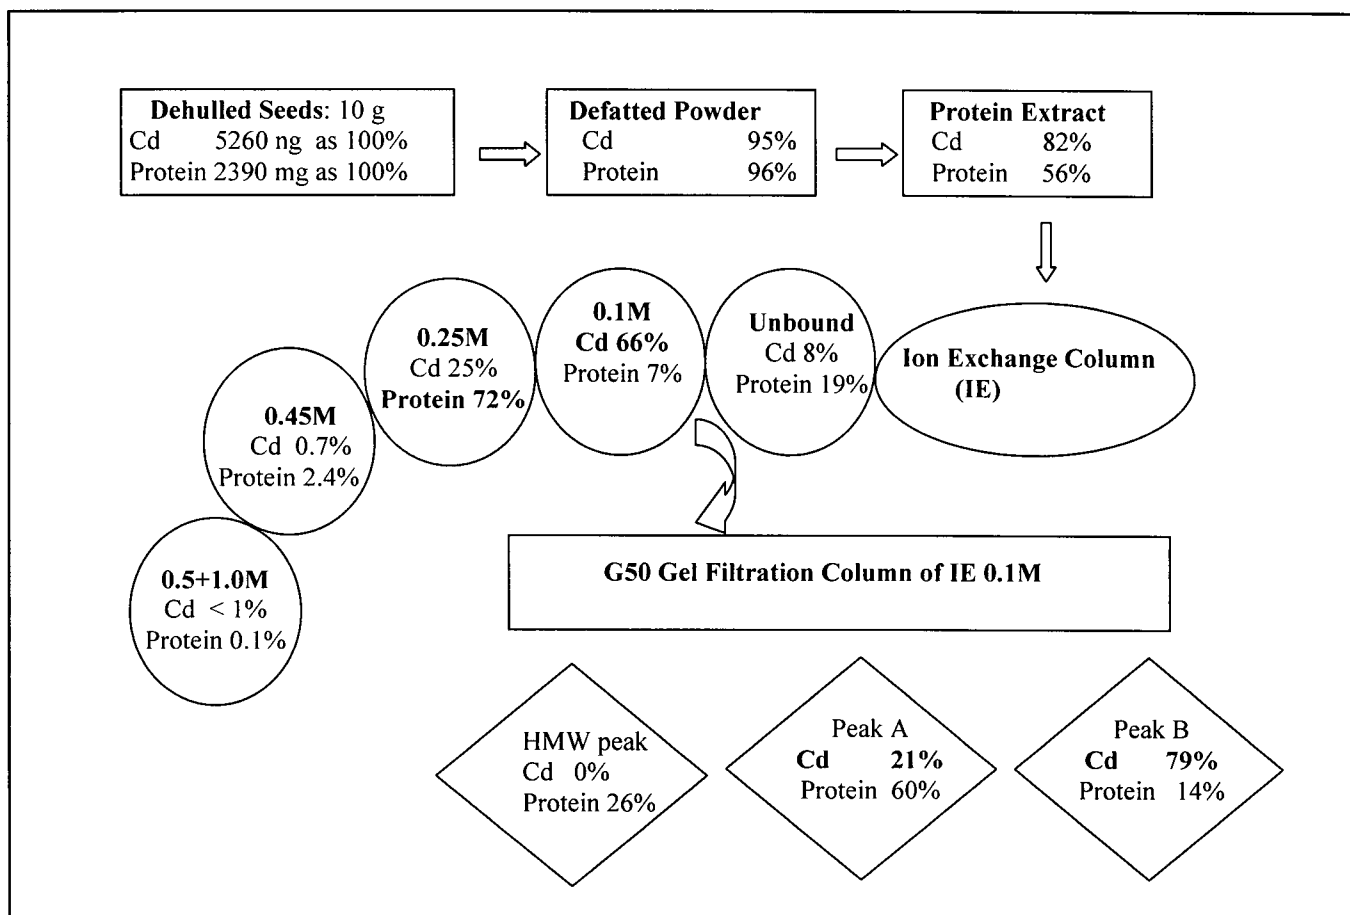 Dehulled Seeds: 10 g
Cd 5260 ng as 100%
Protein 2390 mg as 100%
Defatted Powder
Cd 95%
Protein 96%
Protein Extract
Cd 82%
Protein 56%
Ion Exchange Column
(IE)
Unbound
Cd 8%
Protein 19%
0.1M
Cd 66%
Protein 7%
0.25M
Cd 25%
Protein 72%
0.45M
Cd 0.7%
Protein 2.4%
0.5+1.0M
Cd < 1%
Protein 0.1%
G50 Gel Filtration Column of IE 0.1M
HMW peak
Cd 0%
Protein 26%
Peak A
Cd 21%
Protein 60%
Peak B
Cd 79%
Protein 14%